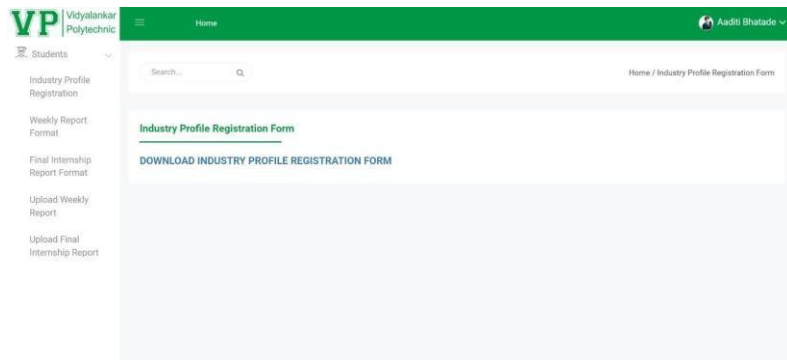 VP Vidyalankar
Polytechnic
Home
Aaditi Bhatade
Students
Industry Profile
Registration
Weekly Report
Format
Final Internship
Report Format
Upload Weekly
Report
Upload Final
Internship Report
Search...
Home / Industry Profile Registration Form
Industry Profile Registration Form
DOWNLOAD INDUSTRY PROFILE REGISTRATION FORM